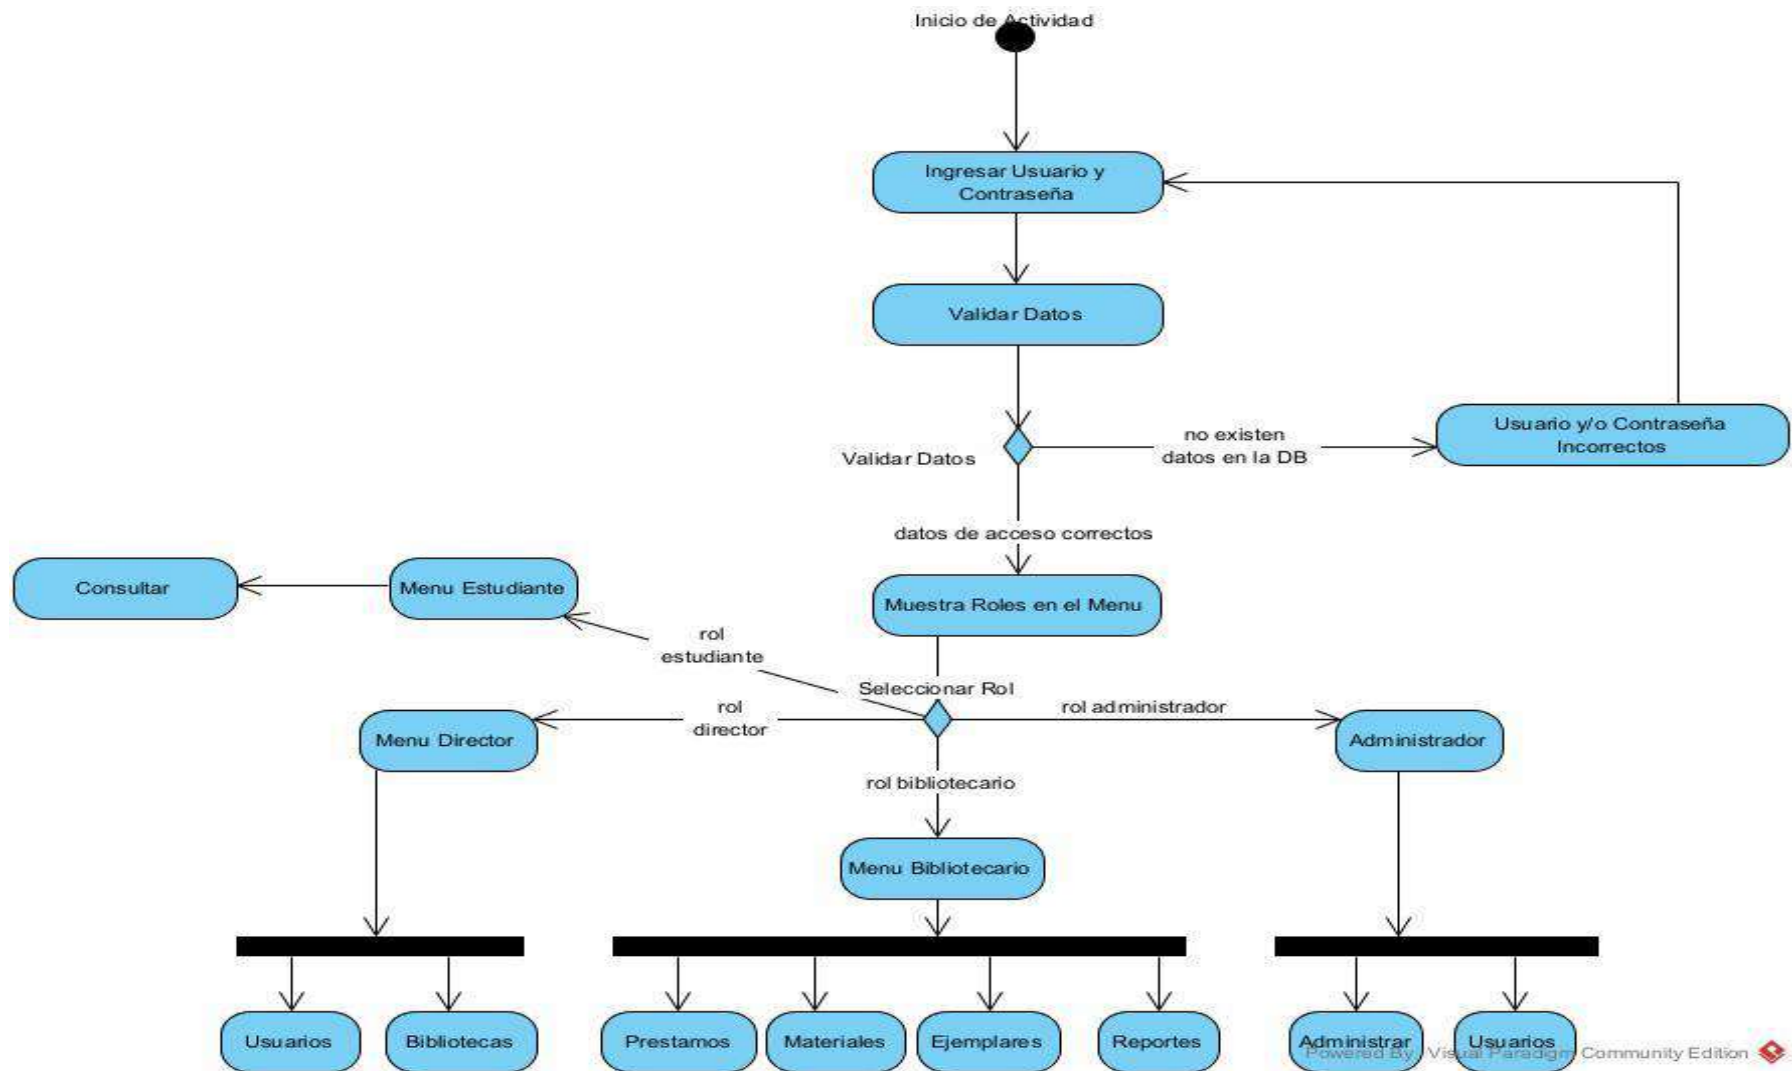 Inicio de Actividad
Ingresar Usuario y
Contraseña
Validar Datos
Usuario y/o Contraseña
Incorrectos
no existen
datos en la DB
Validar Datos
datos de acceso correctos
Consultar
Menu Estudiante
Muestra Roles en el Menu
rol
estudiante
Seleccionar Rol
rol
director
rol administrador
Menu Director
Administrador
rol bibliotecario
Menu Bibliotecario
Usuarios
Bibliotecas
Prestamos
Materiales
Ejemplares
Reportes
Administrar
Usuarios
Powered By Visual Paradigm Community Edition